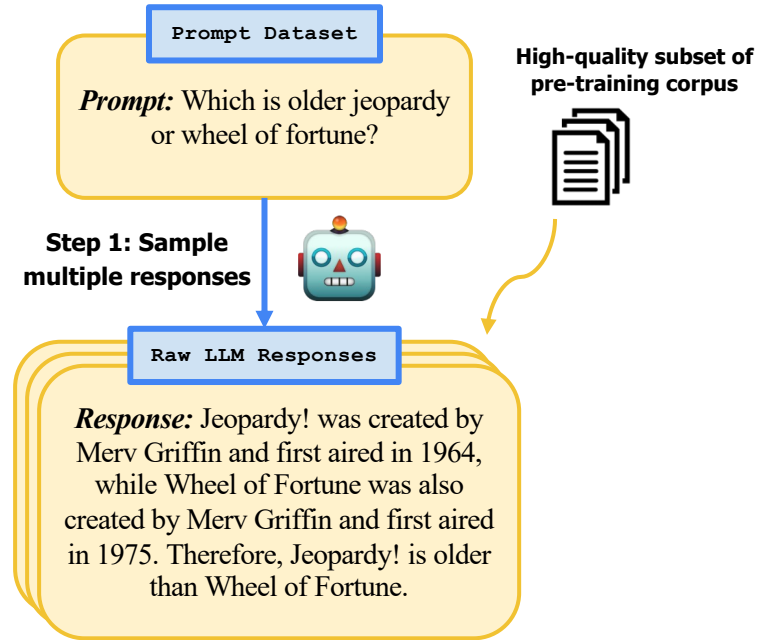 Prompt Dataset
Prompt: Which is older jeopardy
or wheel of fortune?
High-quality subset of
pre-training corpus
Step 1: Sample
multiple responses
Raw LLM Responses
Response: Jeopardy! was created by
Merv Griffin and first aired in 1964,
while Wheel of Fortune was also
created by Merv Griffin and first aired
in 1975. Therefore, Jeopardy! is older
than Wheel of Fortune.